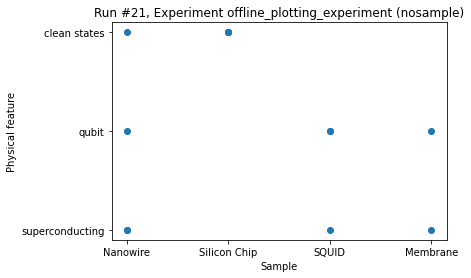 Run #21, Experiment offline_plotting_experiment (nosample)
clean states
qubit
superconducting
Physical feature
Nanowire Silicon Chip SQUID Membrane
Sample